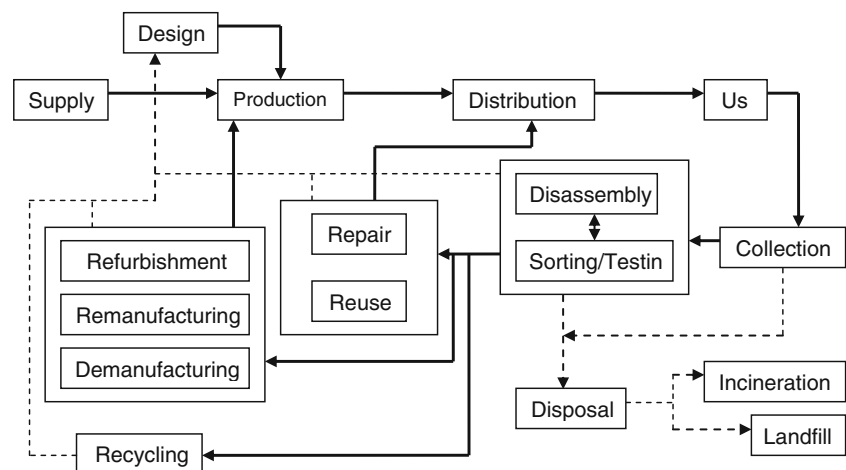 Design
Supply
Production
Distribution
Us
Disassembly
Repair
Collection
Refurbishment
Sorting/Testin
Reuse
Remanufacturing
Demanufacturing
Incineration
Disposal
Landfill
Recycling